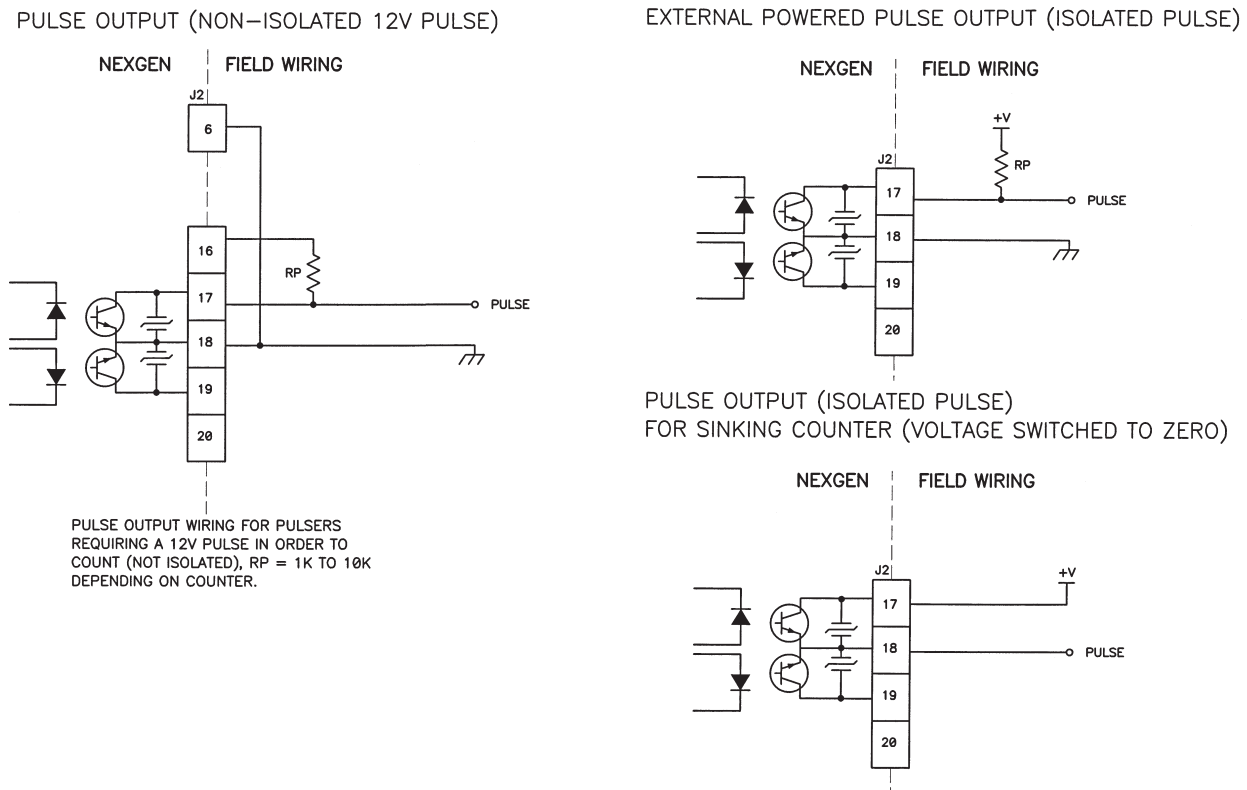 PULSE OUTPUT (NON-ISOLATED 12V PULSE)
NEXGEN FIELD WIRING
J2
6
16
RP
17
PULSE
18
19
20
PULSE OUTPUT WIRING FOR PULSERS
REQUIRING A 12V PULSE IN ORDER TO
COUNT (NOT ISOLATED), RP = 1K TO 10K
DEPENDING ON COUNTER.
EXTERNAL POWERED PULSE OUTPUT (ISOLATED PULSE)
NEXGEN FIELD WIRING
+V
J2
RP
17
PULSE
18
19
20
PULSE OUTPUT (ISOLATED PULSE)
FOR SINKING COUNTER (VOLTAGE SWITCHED TO ZERO)
NEXGEN FIELD WIRING
J2
+V
17
18
PULSE
19
20